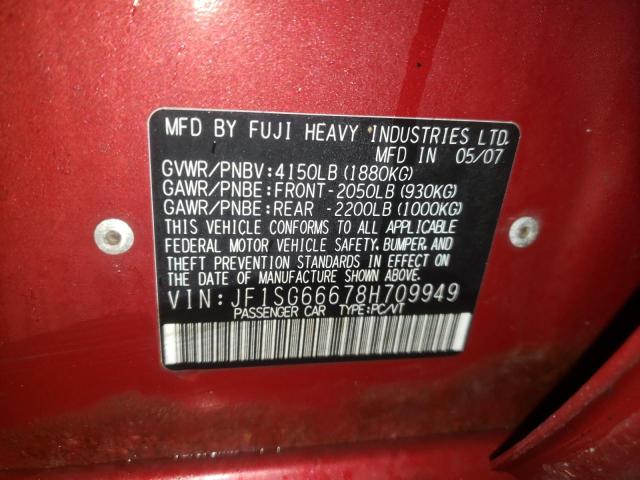 MFD BY FUJI HEAVY INDUSTRIES LTD.
MFD IN 05/07
GVWR/PNBV:4150LB(1880KG)
GAWR/PNBE:FRONT-2050LB(930KG)
GAWR/PNBE:REAR -2200LB(1000KG)
THIS VEHICLE CONFORMS TO ALL APPLICABLE
FEDERAL MOTOR VEHICLE SAFETY, BUMPER, AND
THEFT PREVENTION STANDARDS IN EFFECT ON
THE DATE OF MANUFACTURE SHOWN ABOVE.
VIN:JF1SG66678H709949
PASSENGER CAR TYPE:PC/VT